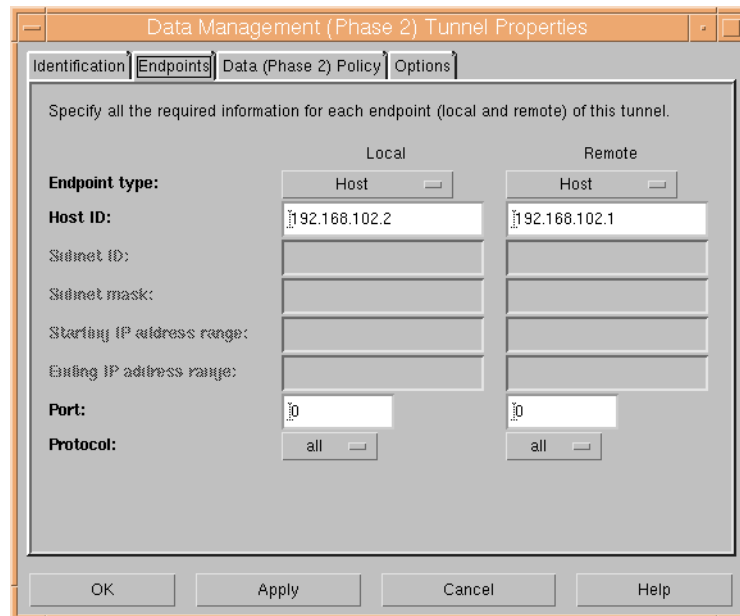 Data Management (Phase 2) Tunnel Properties
Identification Endpoints Data (Phase 2) Policy Options
Specify all the required information for each endpoint (local and remote) of this tunnel.
Local Remote
Endpoint type: Host Host
Host ID: 192.168.102.2 192.168.102.1
Subnet ID:
Subnet mask:
Starting IP address range:
Ending IP address range:
Port: 0 0
Protocol: all all
OK Apply Cancel Help